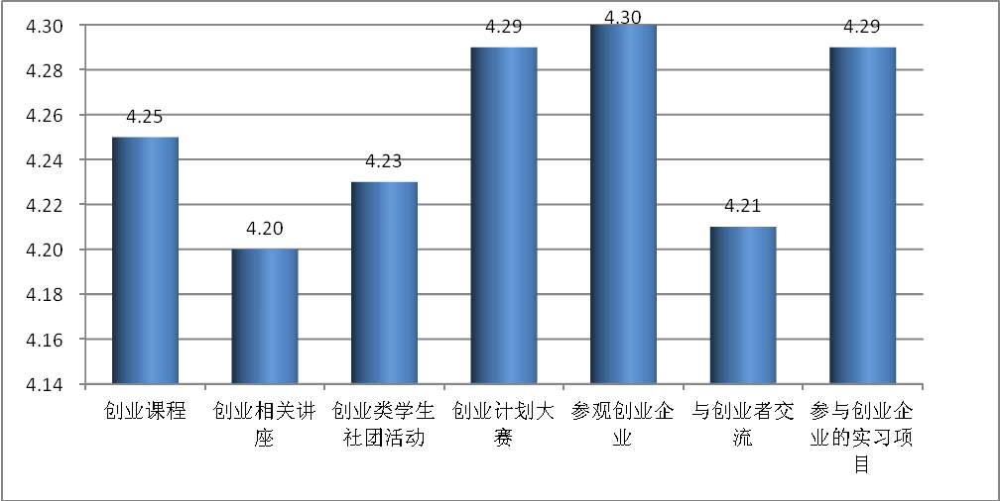 4.30
4.28
4.26
4.24
4.22
4.20
4.18
4.16
4.14
4.25
4.20
4.23
4.29
4.30
4.21
4.29
创业课程
创业相关讲
座
创业类学生
社团活动
创业计划大
赛
参观创业企
业
与创业者交
流
参与创业企
业的实习项
目